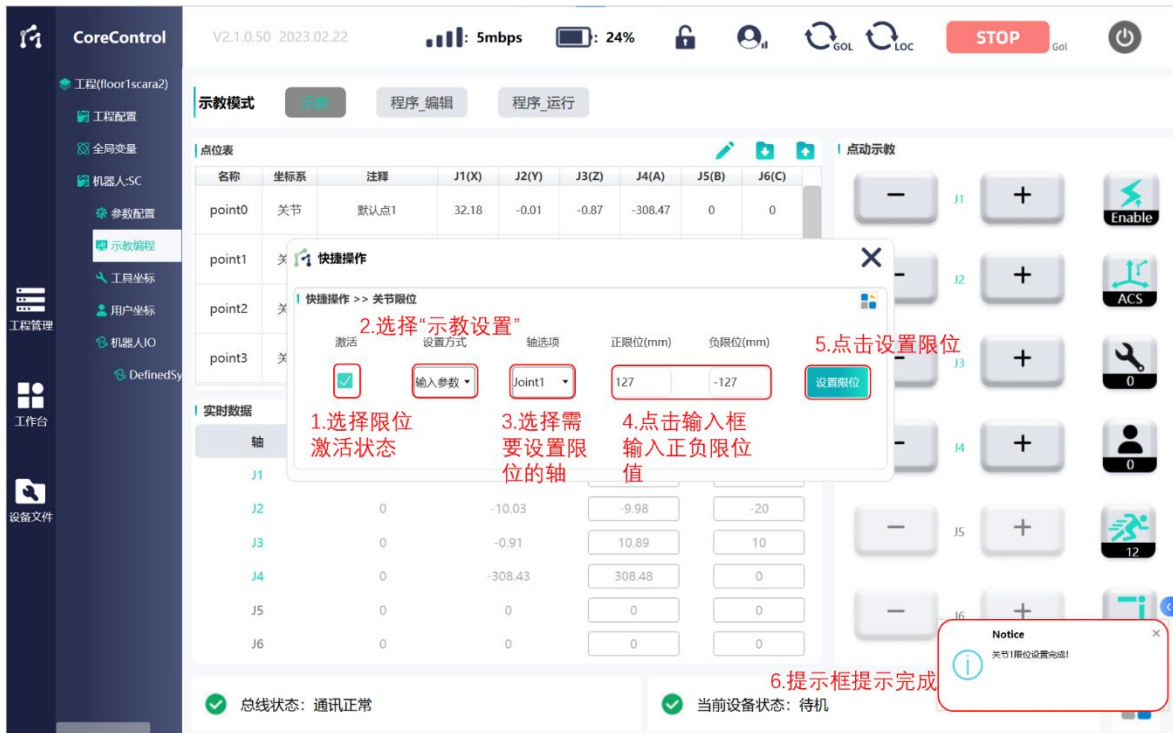 CoreControl
V2.1.0.50 2023.02.22
: 5mbps
: 24%
GOL
LOC
STOP
Gol
工程(floor1scara2)
工程配置
全局变量
机器人:SC
参数配置
示教编程
工具坐标
用户坐标
机器人IO
DefinedSy
工程管理
工作台
设备文件
示教模式
示教
程序_编辑
程序_运行
点位表
名称 坐标系 注释 J1(X) J2(Y) J3(Z) J4(A) J5(B) J6(C)
point0 关节 默认点1 32.18 -0.01 -0.87 -308.47 0 0
point1 关
point2 关
point3 关
快捷操作
快捷操作 >> 关节限位
2.选择“示教设置”
激活 设置方式 轴选项 正限位(mm) 负限位(mm)
5.点击设置限位
输入参数 Joint1 127 -127 设置限位
1.选择限位
激活状态
3.选择需
要设置限
位的轴
4.点击输入框
输入正负限位
值
实时数据
轴
J1
J2 0 -10.03 -9.98 -20
J3 0 -0.91 10.89 10
J4 0 -308.43 308.48 0
J5 0 0 0 0
J6 0 0 0 0
点动示教
J1
J2
J3
J4
J5
J6
Enable
ACS
0
0
12
Notice
关节1限位设置完成!
6.提示框提示完成
总线状态：通讯正常
当前设备状态：待机